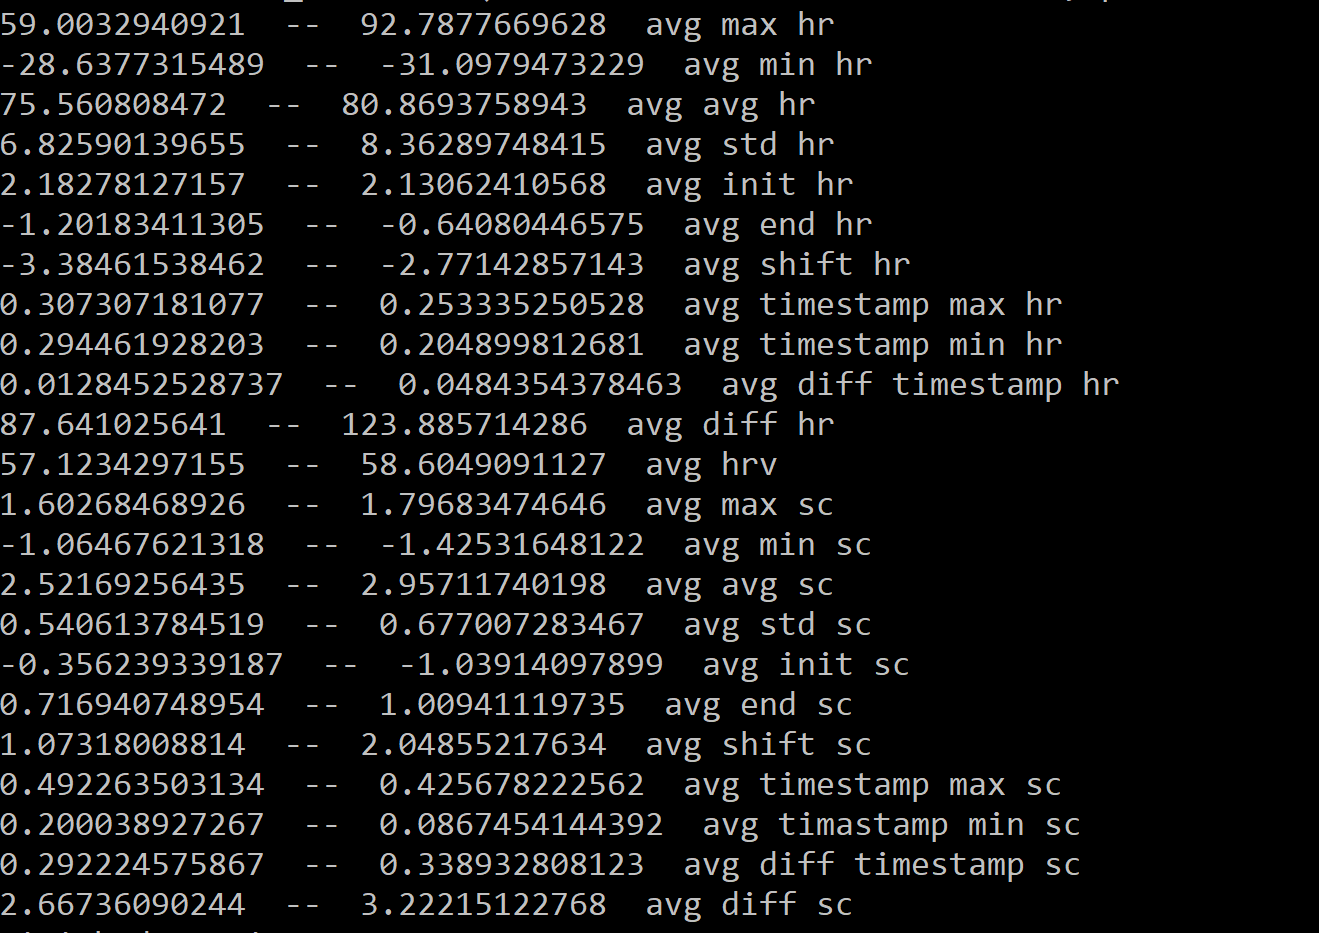 59.0032940921  --  92.7877669628  avg max hr
-28.6377315489  --  -31.0979473229  avg min hr
75.560808472  --  80.8693758943  avg avg hr
6.82590139655  --  8.36289748415  avg std hr
2.18278127157  --  2.13062410568  avg init hr
-1.20183411305  --  -0.64080446575  avg end hr
-3.38461538462  --  -2.77142857143  avg shift hr
0.307307181077  --  0.253335250528  avg timestamp max hr
0.294461928203  --  0.204899812681  avg timestamp min hr
0.0128452528737  --  0.0484354378463  avg diff timestamp hr
87.641025641  --  123.885714286  avg diff hr
57.1234297155  --  58.6049091127  avg hrv
1.60268468926  --  1.79683474646  avg max sc
-1.06467621318  --  -1.42531648122  avg min sc
2.52169256435  --  2.95711740198  avg avg sc
0.540613784519  --  0.677007283467  avg std sc
-0.356239339187  --  -1.03914097899  avg init sc
0.716940748954  --  1.00941119735  avg end sc
1.07318008814  --  2.04855217634  avg shift sc
0.492263503134  --  0.425678222562  avg timestamp max sc
0.200038927267  --  0.0867454144392  avg timastamp min sc
0.292224575867  --  0.338932808123  avg diff timestamp sc
2.66736090244  --  3.22215122768  avg diff sc